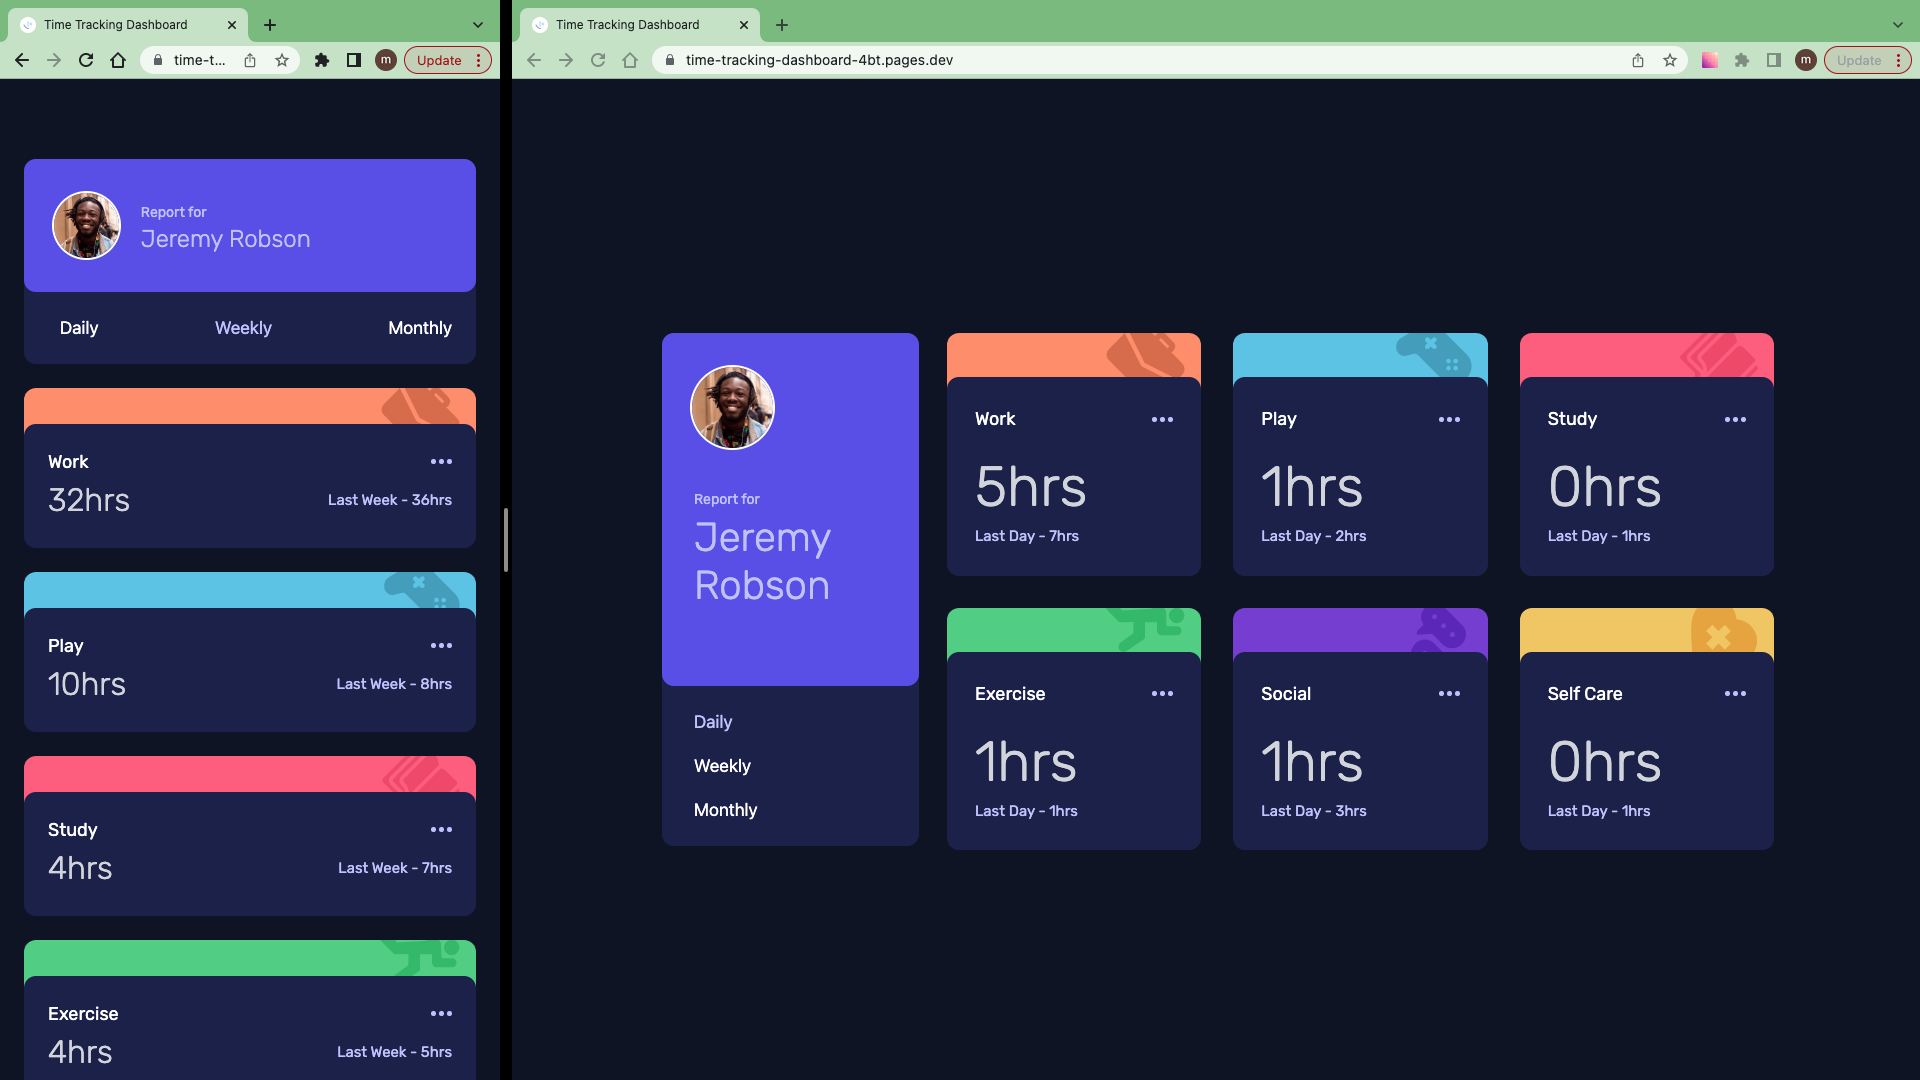 Time Tracking Dashboard
time-t...
m
Update
Report for
Jeremy Robson
Daily
Weekly
Monthly
Work
32hrs
Last Week - 36hrs
Play
10hrs
Last Week - 8hrs
Study
4hrs
Last Week - 7hrs
Exercise
4hrs
Last Week - 5hrs
Time Tracking Dashboard
time-tracking-dashboard-4bt.pages.dev
m
Update
Report for
Jeremy
Robson
Daily
Weekly
Monthly
Work
5hrs
Last Day - 7hrs
Play
1hrs
Last Day - 2hrs
Study
0hrs
Last Day - 1hrs
Exercise
1hrs
Last Day - 1hrs
Social
1hrs
Last Day - 3hrs
Self Care
0hrs
Last Day - 1hrs